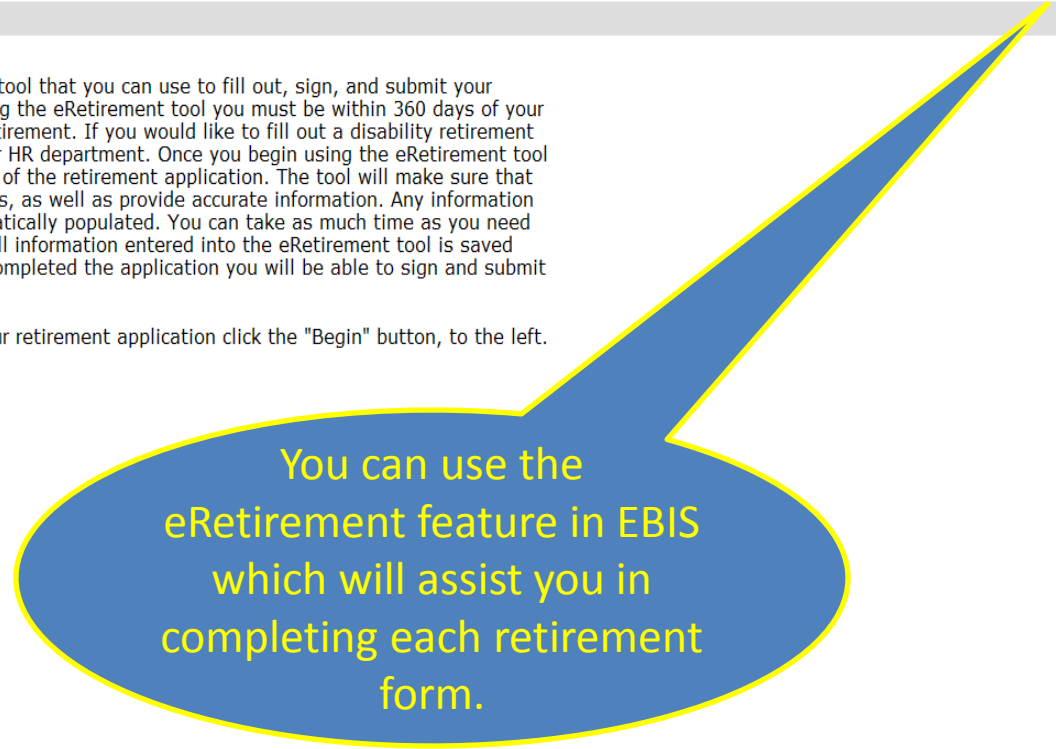 tool that you can use to fill out, sign, and submit your
g the eRetirement tool you must be within 360 days of your
tirement. If you would like to fill out a disability retirement
r HR department. Once you begin using the eRetirement tool
of the retirement application. The tool will make sure that
s, as well as provide accurate information. Any information
atically populated. You can take as much time as you need
ll information entered into the eRetirement tool is saved
ompleted the application you will be able to sign and submit
ur retirement application click the "Begin" button, to the left.
You can use the
eRetirement feature in EBIS
which will assist you in
completing each retirement
form.